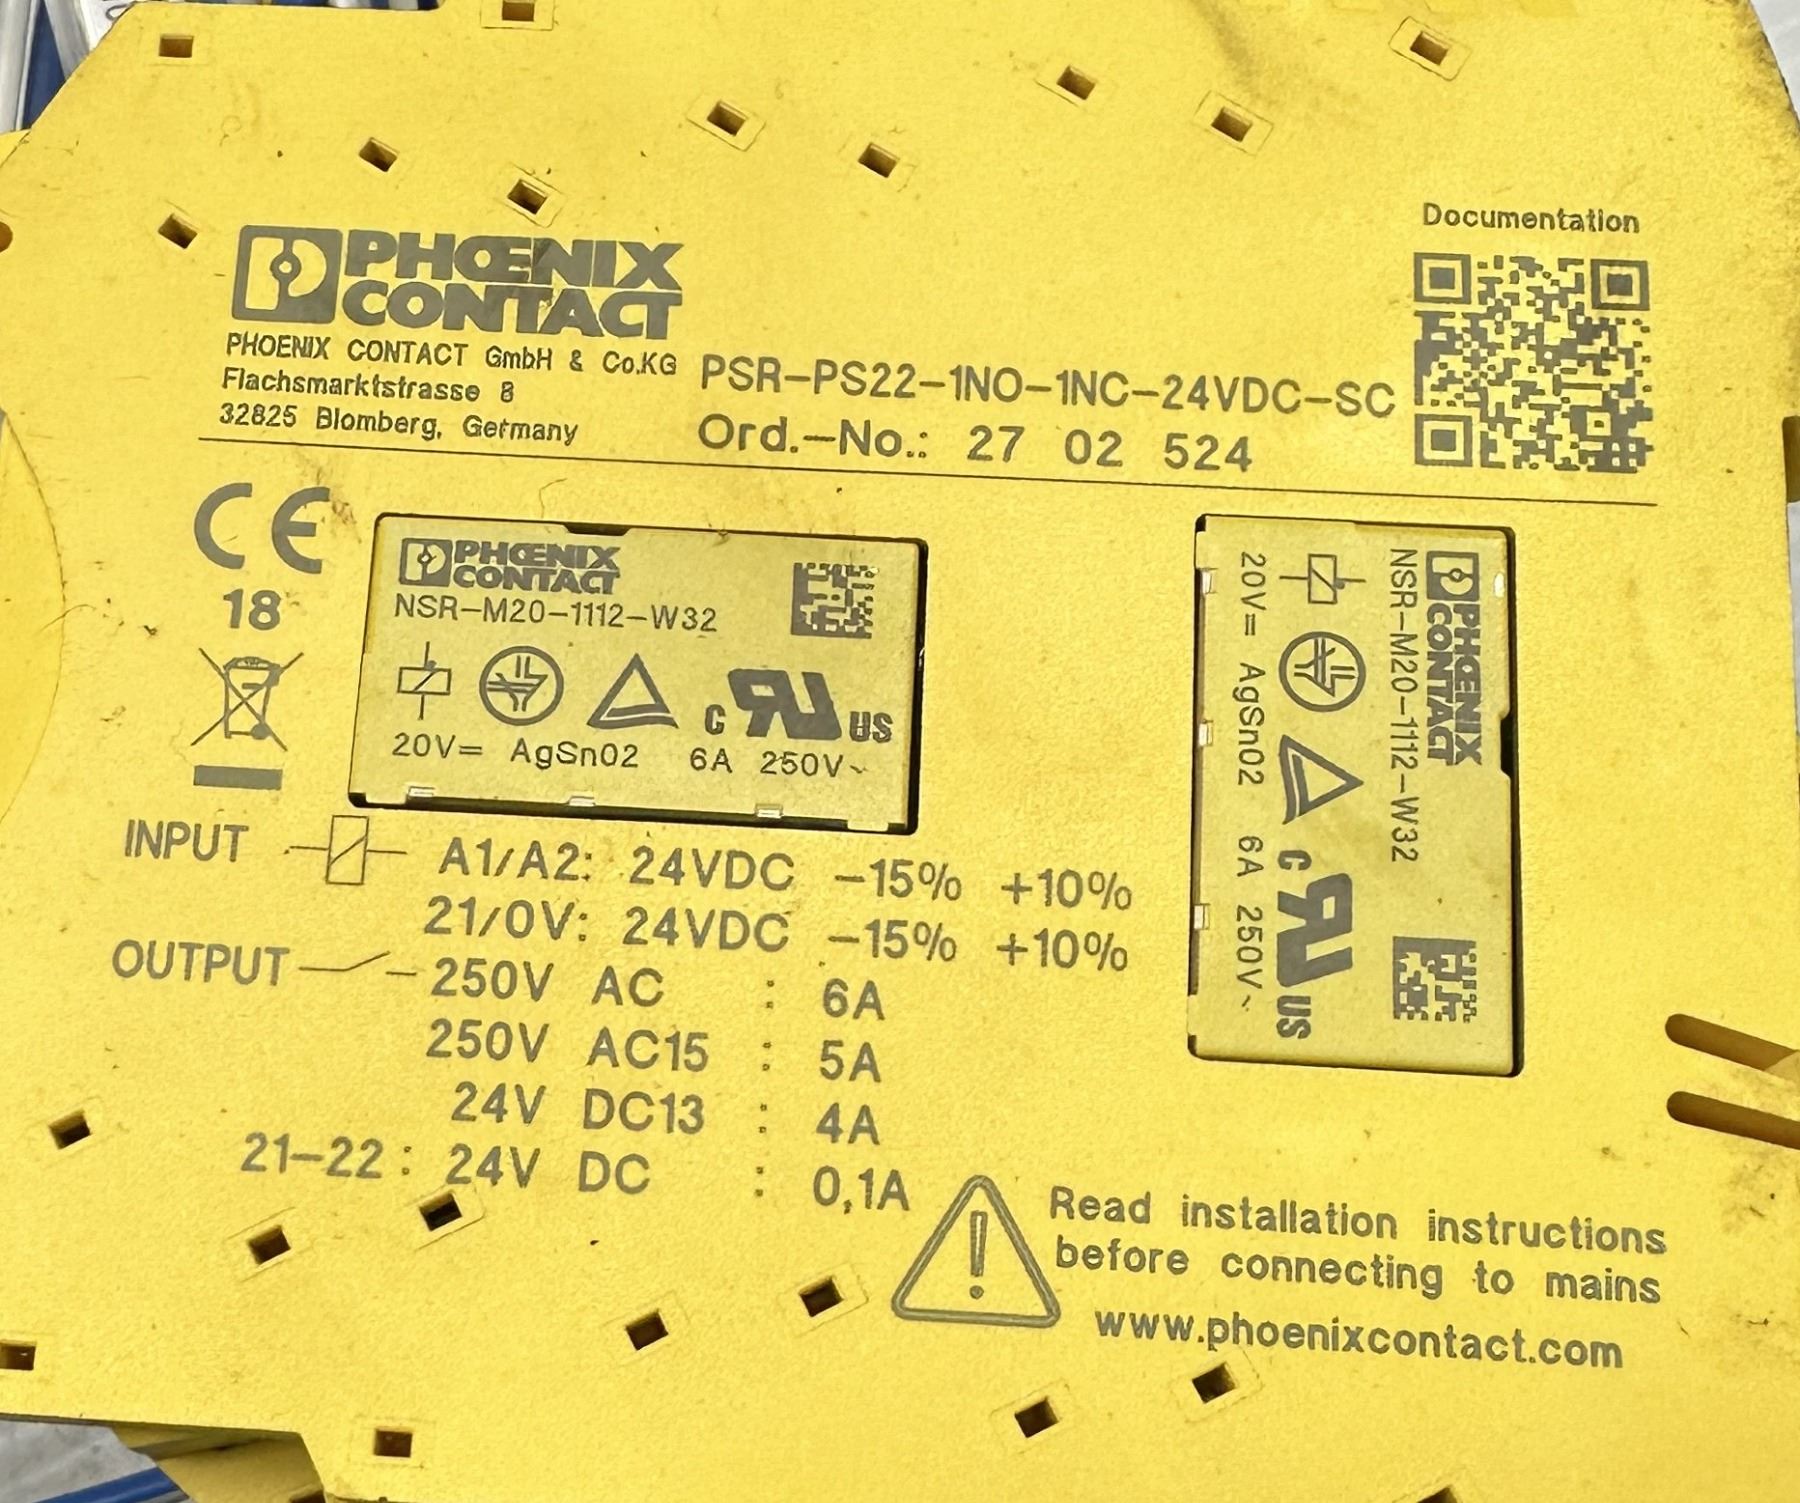 Documentation
PHOENIX
CONTACT
PHOENIX CONTACT GmbH & Co.KG
Flachsmarktstrasse 8
32825 Blomberg, Germany
PSR-PS22-1NO-1NC-24VDC-SC
Ord.-No.: 27 02 524
CE
18
PHOENIX
CONTACT
NSR-M20-1112-W32
c RU US
20V= AgSnO2 6A 250V~
PHOENIX
CONTACT
NSR-M20-1112-W32
c RU US
20V= AgSnO2 6A 250V~
INPUT A1/A2: 24VDC -15% +10%
21/0V: 24VDC -15% +10%
OUTPUT 250V AC : 6A
250V AC15 : 5A
24V DC13 : 4A
21-22: 24V DC : 0,1A
Read installation instructions
before connecting to mains
www.phoenixcontact.com